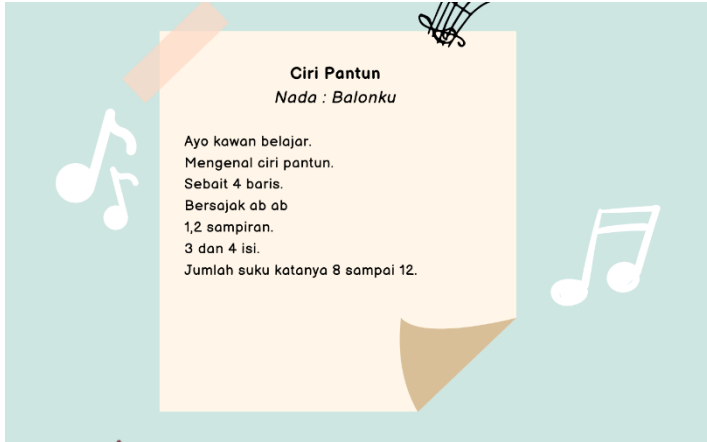 Ciri Pantun
Nada : Balonku
Ayo kawan belajar.
Mengenal ciri pantun.
Sebait 4 baris.
Bersajak ab ab
1,2 sampiran.
3 dan 4 isi.
Jumlah suku katanya 8 sampai 12.